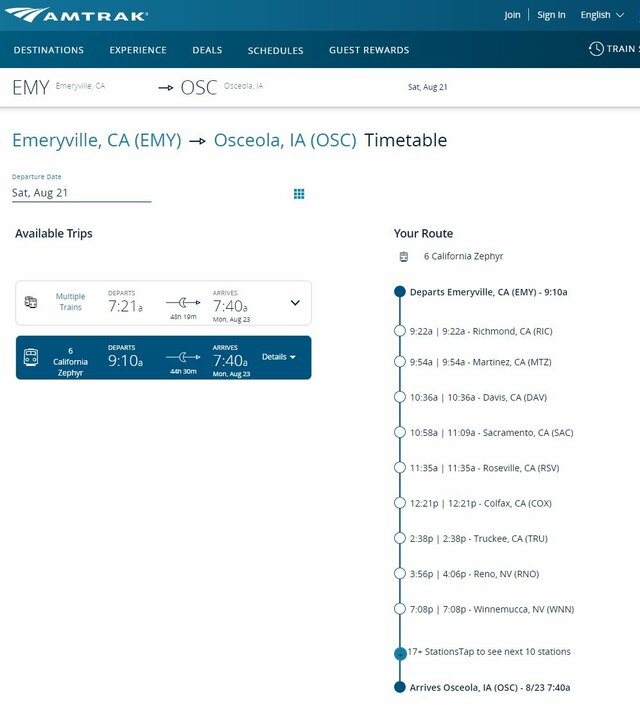 AMTRAK
Join Sign In English
DESTINATIONS EXPERIENCE DEALS SCHEDULES GUEST REWARDS TRAIN
EMY Emeryville, CA OSC Osceola, IA Sat, Aug 21
Emeryville, CA (EMY) → Osceola, IA (OSC) Timetable
Departure Date
Sat, Aug 21
Available Trips
Multiple Trains
DEPARTS
7:21a
48h 19m
ARRIVES
7:40a
Mon, Aug 23
6
California
Zephyr
DEPARTS
9:10a
44h 30m
ARRIVES
7:40a
Mon, Aug 23
Details
Your Route
6 California Zephyr
Departs Emeryville, CA (EMY) - 9:10a
9:22a | 9:22a - Richmond, CA (RIC)
9:54a | 9:54a - Martinez, CA (MTZ)
10:36a | 10:36a - Davis, CA (DAV)
10:58a | 11:09a - Sacramento, CA (SAC)
11:35a | 11:35a - Roseville, CA (RSV)
12:21p | 12:21p - Colfax, CA (COX)
2:38p | 2:38p - Truckee, CA (TRU)
3:56p | 4:06p - Reno, NV (RNO)
7:08p | 7:08p - Winnemucca, NV (WNN)
17+ StationsTap to see next 10 stations
Arrives Osceola, IA (OSC) - 8/23 7:40a